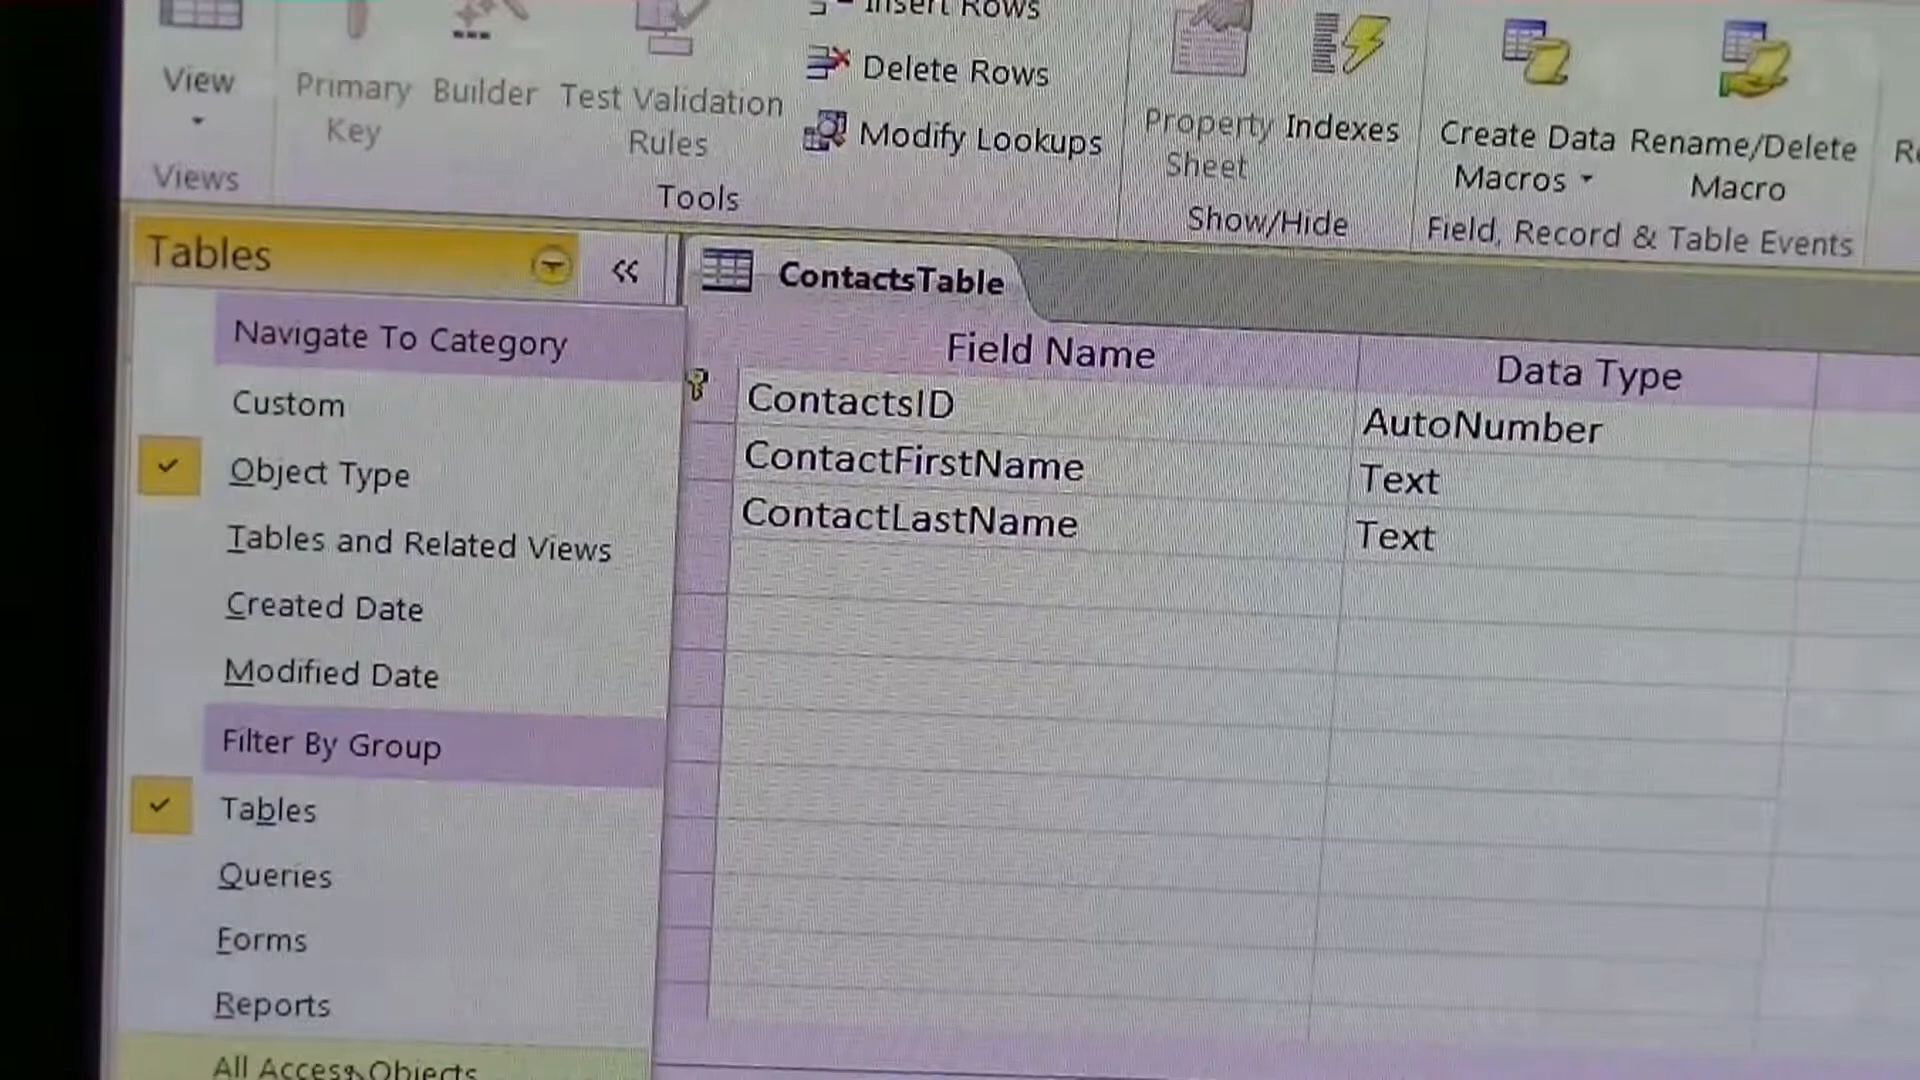 View
Views
Primary
Key
Builder
Test Validation
Rules
Insert Rows
Delete Rows
Modify Lookups
Tools
Property
Sheet
Indexes
Show/Hide
Create Data
Macros
Rename/Delete
Macro
Field, Record & Table Events
Tables
«
ContactsTable
Navigate To Category
Custom
Object Type
Tables and Related Views
Created Date
Modified Date
Filter By Group
Tables
Queries
Forms
Reports
All Access Objects
Field Name
Data Type
ContactsID
AutoNumber
ContactFirstName
Text
ContactLastName
Text